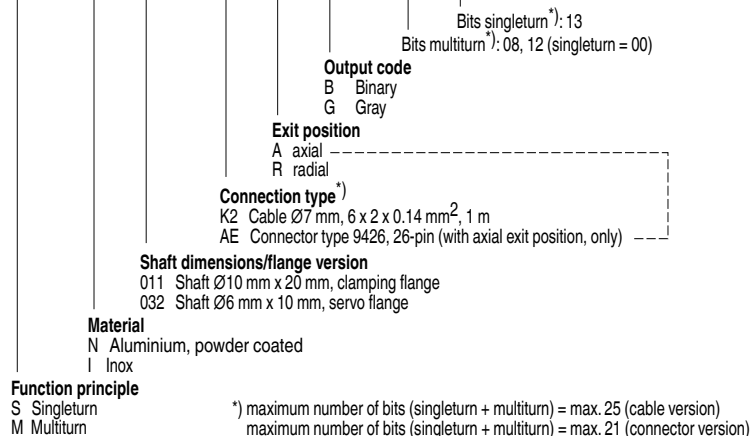 Bits singleturn*): 13
Bits multiturn*): 08, 12 (singleturn = 00)
Output code
B Binary
G Gray
Exit position
A axial
R radial
Connection type*)
K2 Cable Ø7 mm, 6 x 2 x 0.14 mm2, 1 m
AE Connector type 9426, 26-pin (with axial exit position, only)
Shaft dimensions/flange version
011 Shaft Ø10 mm x 20 mm, clamping flange
032 Shaft Ø6 mm x 10 mm, servo flange
Material
N Aluminium, powder coated
I Inox
Function principle
S Singleturn *) maximum number of bits (singleturn + multiturn) = max. 25 (cable version)
M Multiturn maximum number of bits (singleturn + multiturn) = max. 21 (connector version)